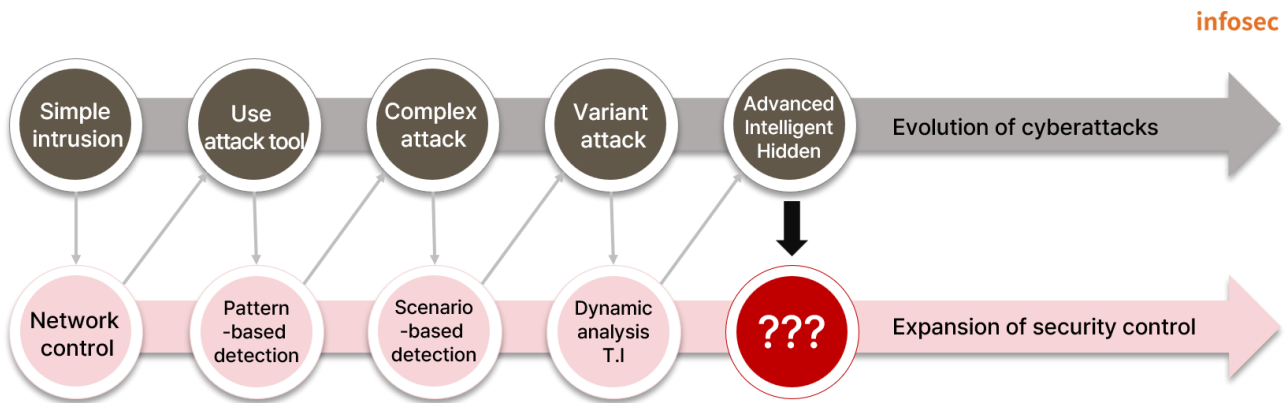 infosec
Simple
intrusion
Use
attack tool
Complex
attack
Variant
attack
Advanced
Intelligent
Hidden
Evolution of cyberattacks
Network
control
Pattern
-based
detection
Scenario
-based
detection
Dynamic
analysis
T.I
???
Expansion of security control